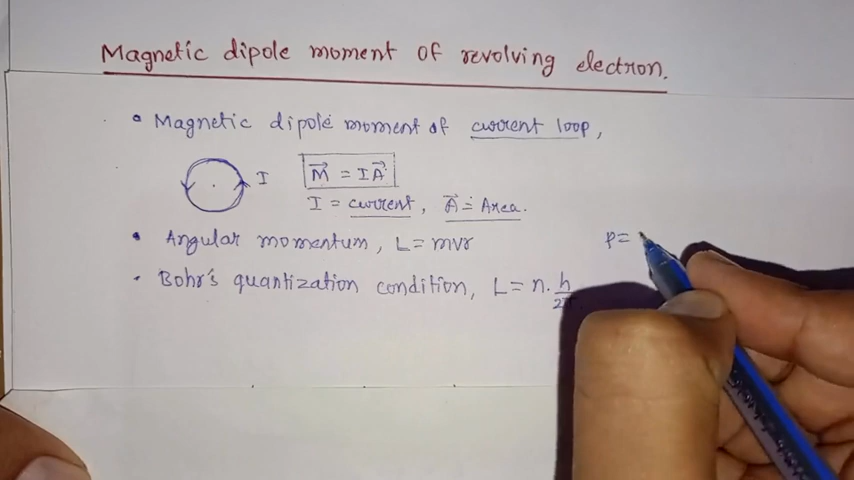 Magnetic dipole moment of revolving electron.
• Magnetic dipole moment of current loop,
I M⃗ = IA⃗
I = current, A⃗ = Area.
• Angular momentum, L = mvr
p=
• Bohr's quantization condition, L = n. h/2π